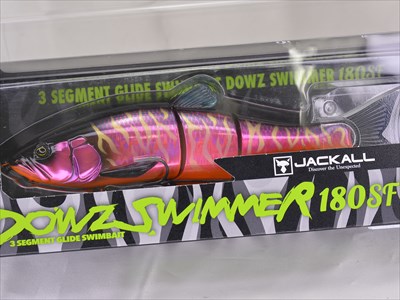 3 SEGMENT GLIDE SWIMBAIT DOWZ SWIMMER 180SF
JACKALL
Discover the Unexpected
DOWZ SWIMMER 180SF
3 SEGMENT GLIDE SWIMBAIT